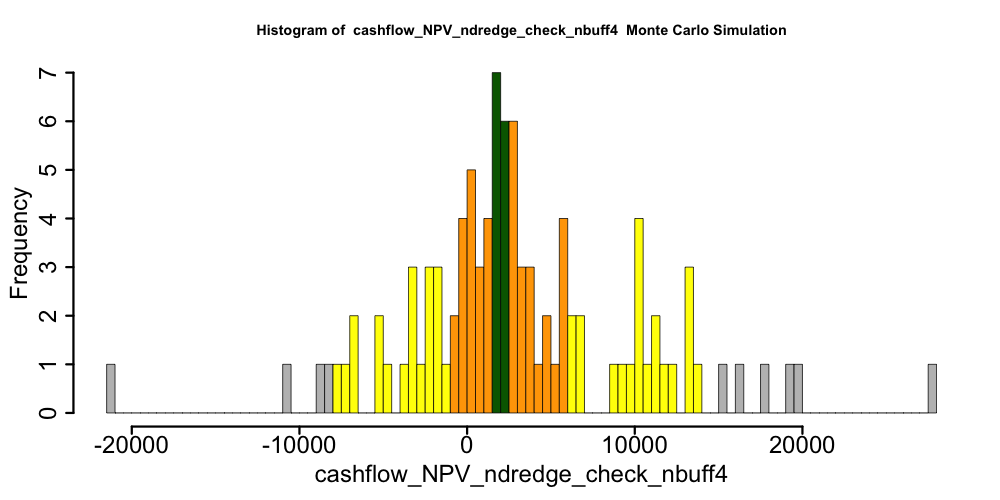 Histogram of cashflow_NPV_ndredge_check_nbuff4 Monte Carlo Simulation
Frequency
7
6
5
4
3
2
1
0
-20000 -10000 0 10000 20000
cashflow_NPV_ndredge_check_nbuff4